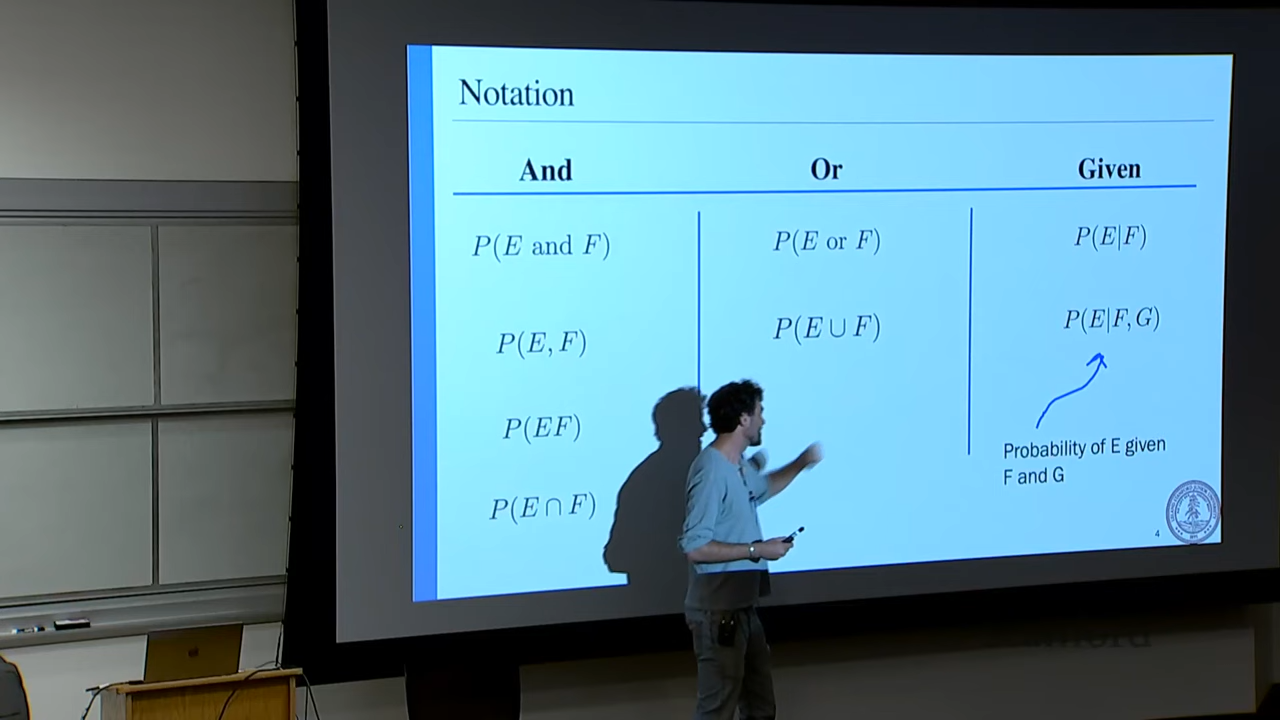 Notation
And Or Given
P(E and F) P(E or F) P(E|F)
P(E, F) P(E ∪ F) P(E|F, G)
P(EF)
P(E ∩ F)
Probability of E given
F and G
4